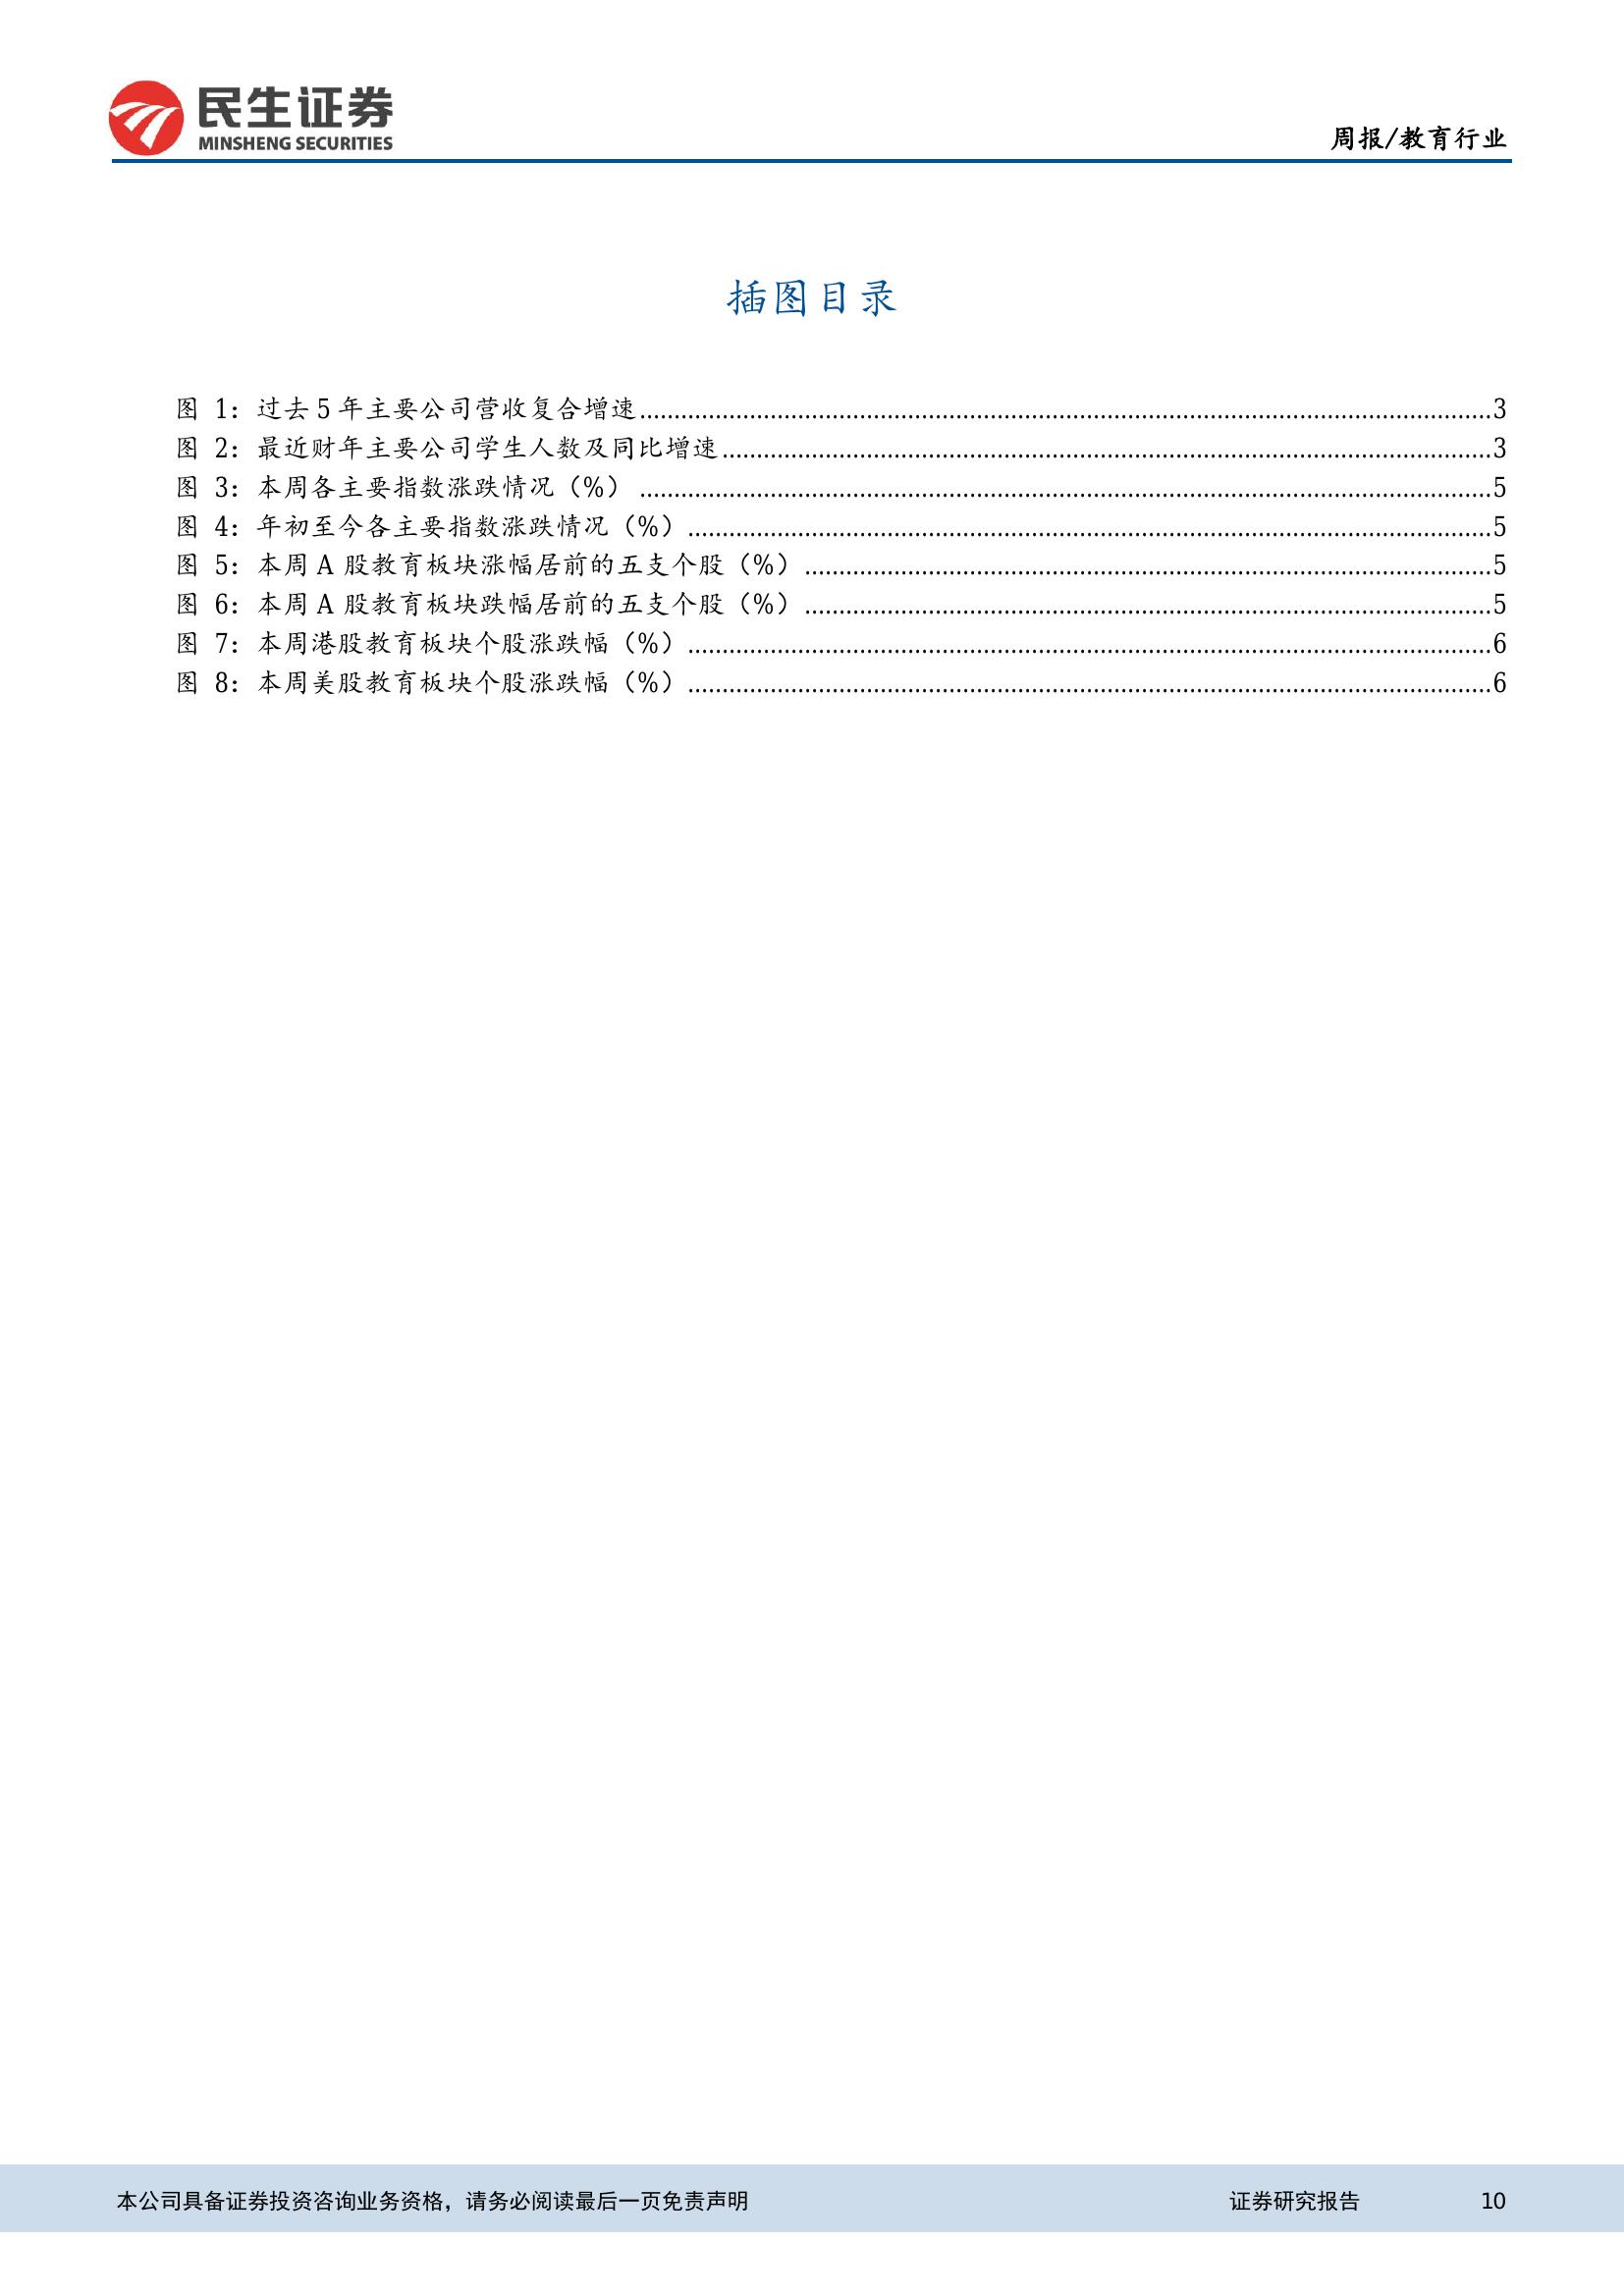 民生证券
MINSHENG SECURITIES
周报/教育行业
插图目录
图 1：过去 5 年主要公司营收复合增速........................3
图 2：最近财年主要公司学生人数及同比增速........................3
图 3：本周各主要指数涨跌情况（%）........................5
图 4：年初至今各主要指数涨跌情况（%）........................5
图 5：本周 A 股教育板块涨幅居前的五支个股（%）........................5
图 6：本周 A 股教育板块跌幅居前的五支个股（%）........................5
图 7：本周港股教育板块个股涨跌幅（%）........................6
图 8：本周美股教育板块个股涨跌幅（%）........................6
本公司具备证券投资咨询业务资格，请务必阅读最后一页免责声明 证券研究报告 10